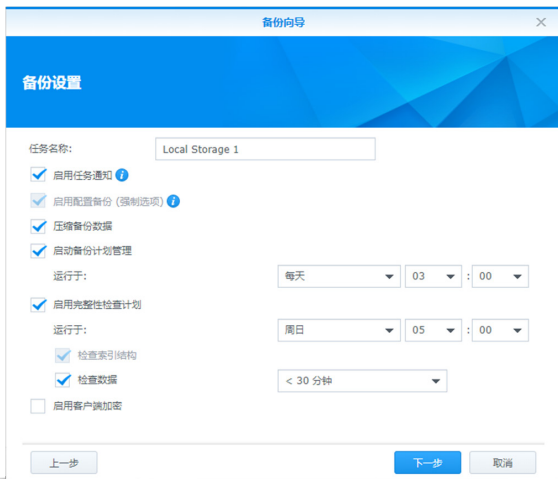 备份向导
备份设置
任务名称: Local Storage 1
启用任务通知
启用配置备份 (强制选项)
压缩备份数据
启动备份计划管理
运行于: 每天 03 : 00
启用完整性检查计划
运行于: 周日 05 : 00
检查索引结构
检查数据 < 30 分钟
启用客户端加密
上一步 下一步 取消